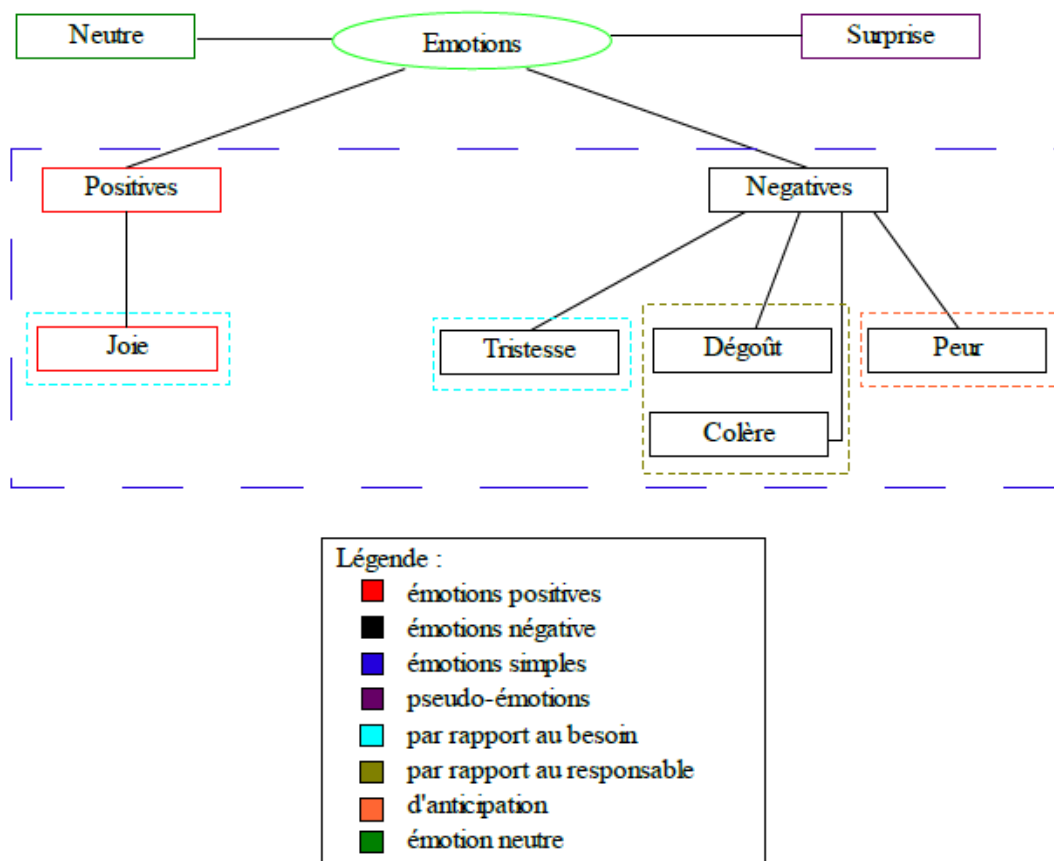 Neutre
Emotions
Surprise
Positives
Negatives
Joie
Tristesse
Dégoût
Peur
Colère
Légende :
émotions positives
émotions négative
émotions simples
pseudo-émotions
par rapport au besoin
par rapport au responsable
d'anticipation
émotion neutre